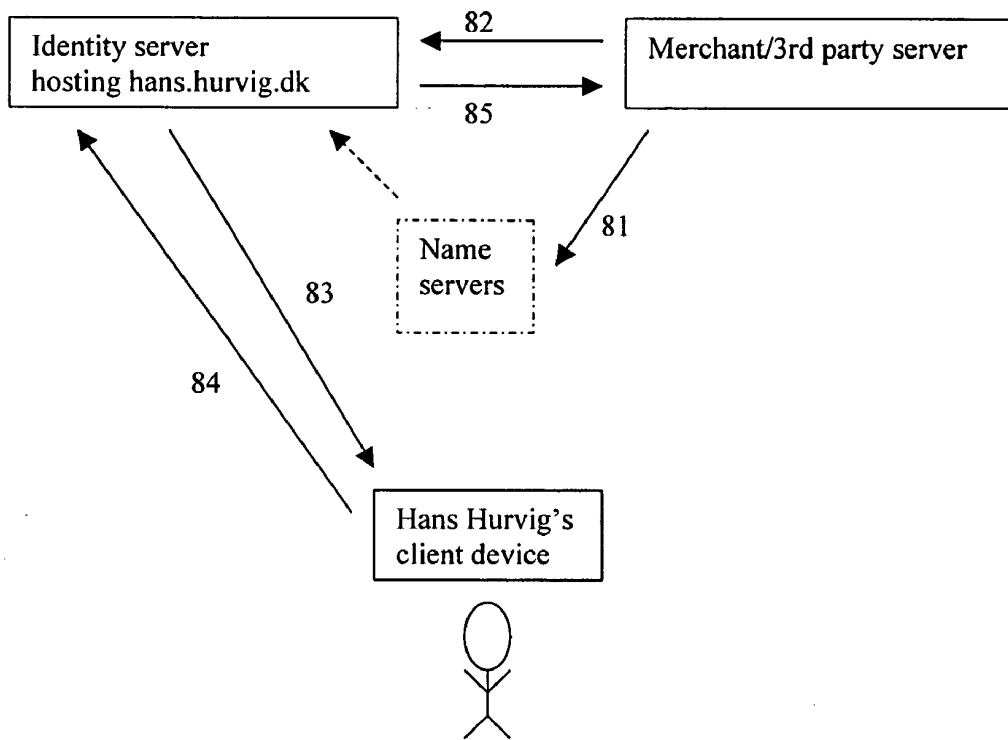 82
Identity server
hosting hans.hurvig.dk
Merchant/3rd party server
85
81
Name
servers
83
84
Hans Hurvig's
client device